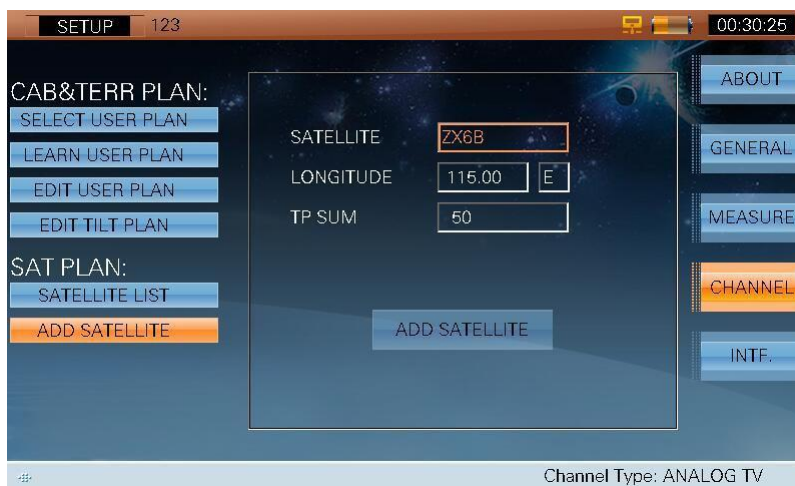 SETUP 123 00:30:25
CAB&TERR PLAN:
SELECT USER PLAN
LEARN USER PLAN
EDIT USER PLAN
EDIT TILT PLAN
SAT PLAN:
SATELLITE LIST
ADD SATELLITE
SATELLITE ZX6B
LONGITUDE 115.00 E
TP SUM 50
ADD SATELLITE
ABOUT
GENERAL
MEASURE
CHANNEL
INTF.
Channel Type: ANALOG TV